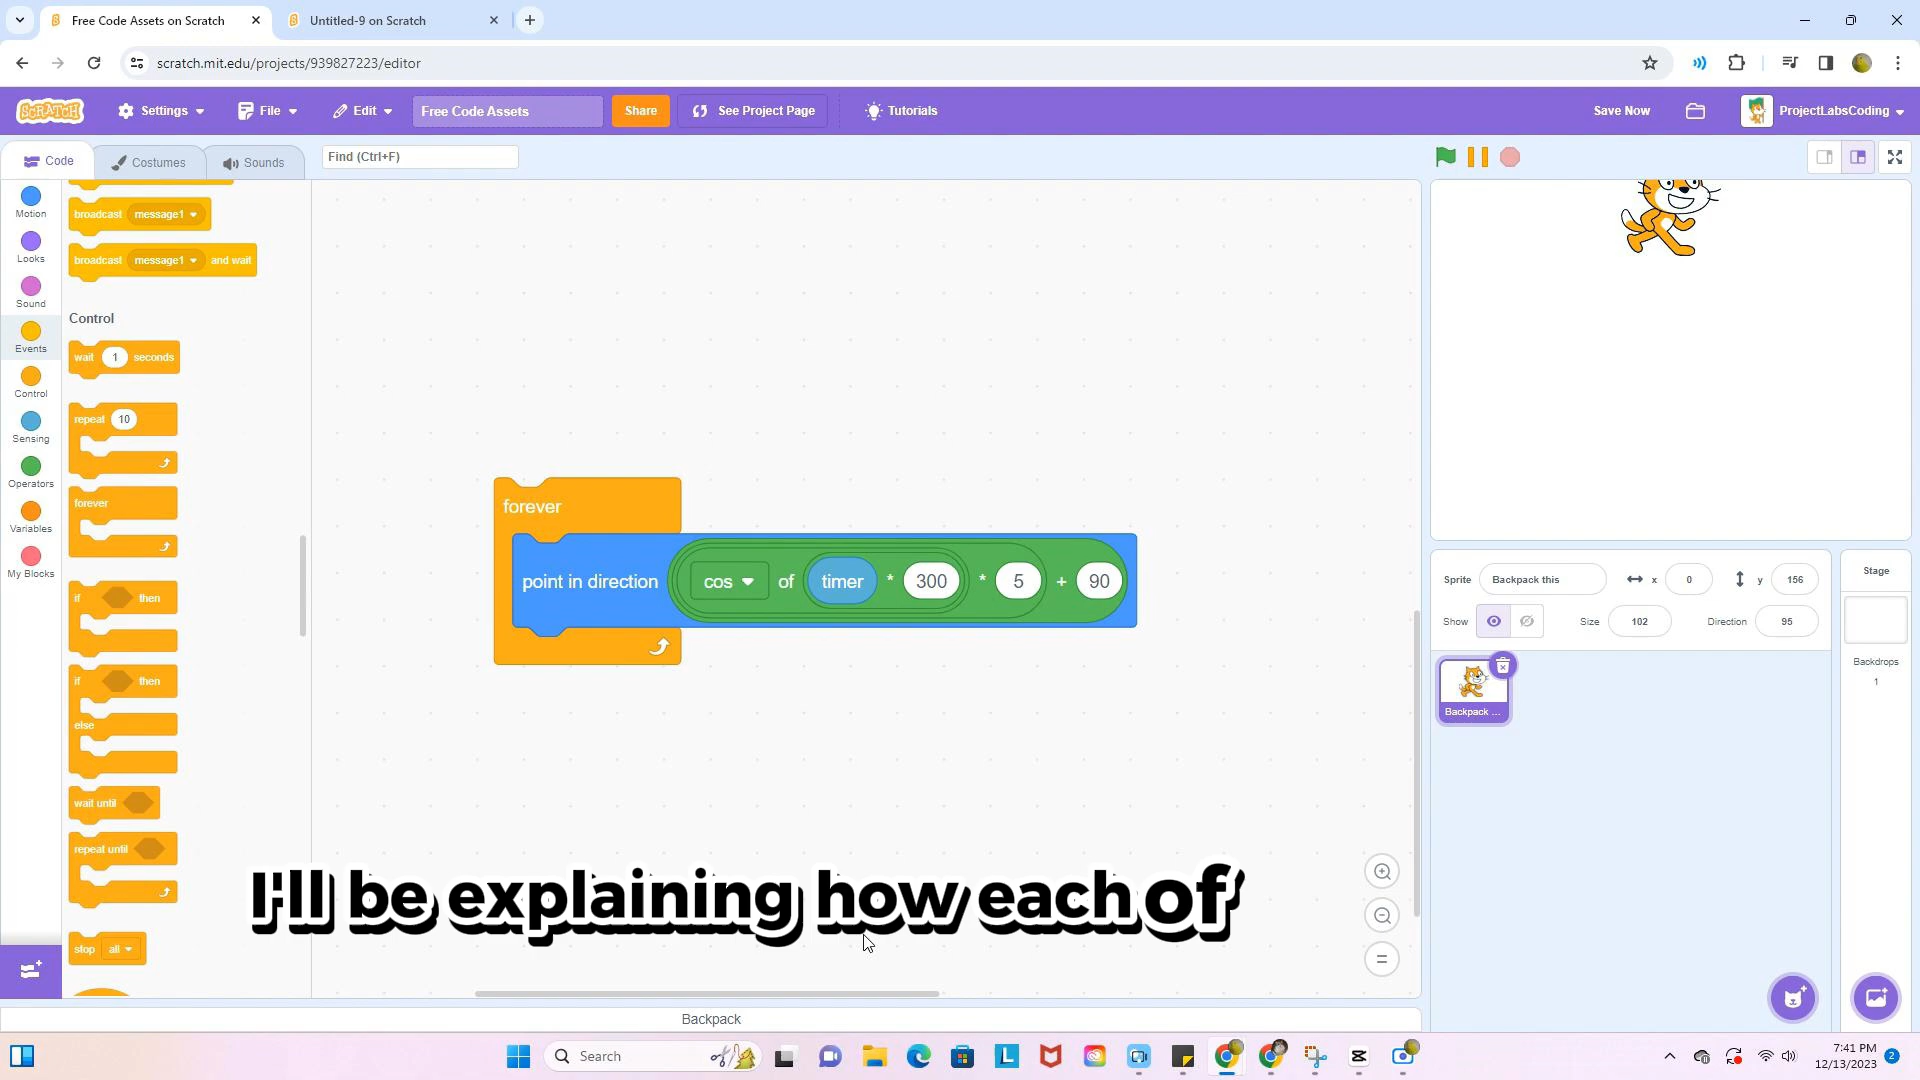 Free Code Assets on Scratch
Untitled-9 on Scratch
scratch.mit.edu/projects/939827223/editor
SCRATCH
Settings
File
Edit
Free Code Assets
Share
See Project Page
Tutorials
Save Now
ProjectLabsCoding
Code
Costumes
Sounds
Find (Ctrl+F)
Motion
Looks
Sound
Events
Control
Sensing
Operators
Variables
My Blocks
broadcast message1
broadcast message1 and wait
Control
wait 1 seconds
repeat 10
forever
if then
if then
else
wait until
repeat until
stop all
forever
point in direction cos of timer * 300 * 5 + 90
I'll be explaining how each of
Sprite Backpack this x 0 y 156
Show Size 102 Direction 95
Backpack ...
Stage
Backdrops
1
Backpack
Search
7:41 PM
12/13/2023
2